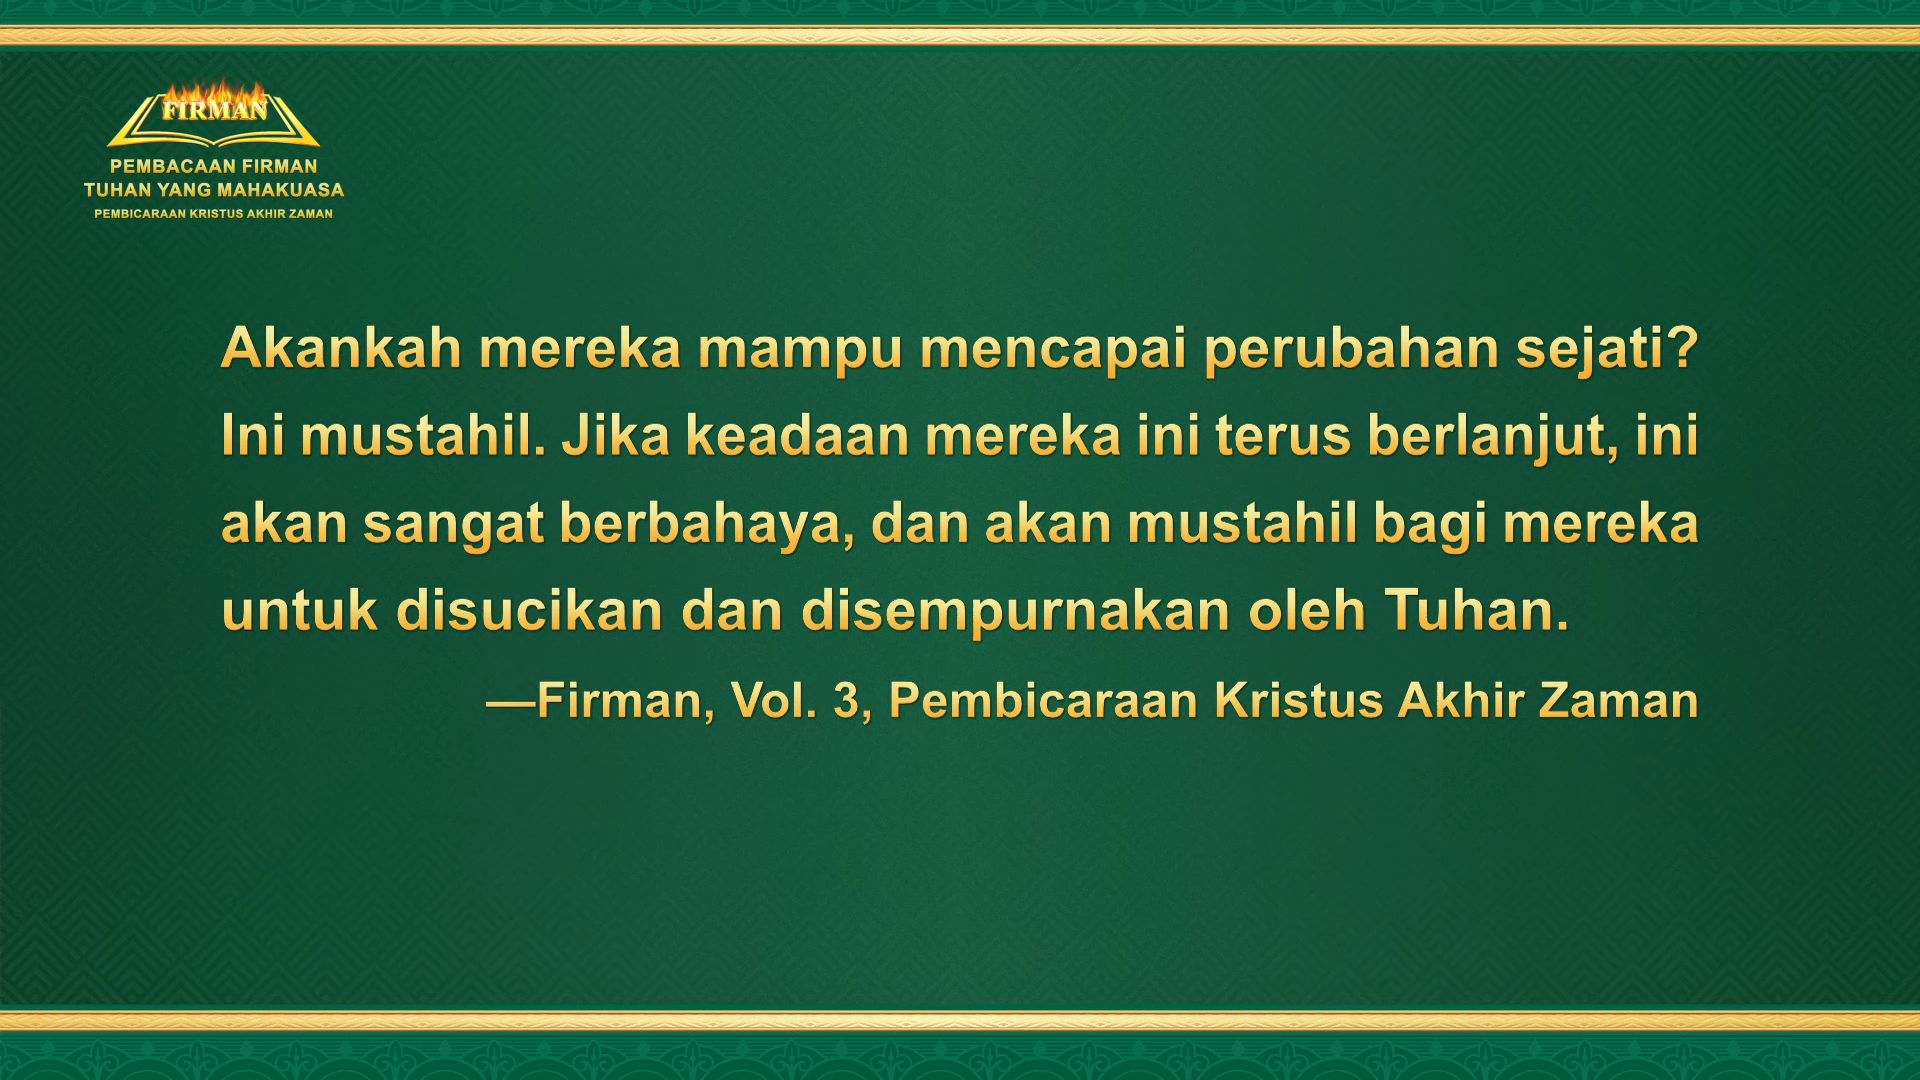 FIRMAN
PEMBACAAN FIRMAN
TUHAN YANG MAHAKUASA
PEMBICARAAN KRISTUS AKHIR ZAMAN
Akankah mereka mampu mencapai perubahan sejati?
Ini mustahil. Jika keadaan mereka ini terus berlanjut, ini
akan sangat berbahaya, dan akan mustahil bagi mereka
untuk disucikan dan disempurnakan oleh Tuhan.
—Firman, Vol. 3, Pembicaraan Kristus Akhir Zaman